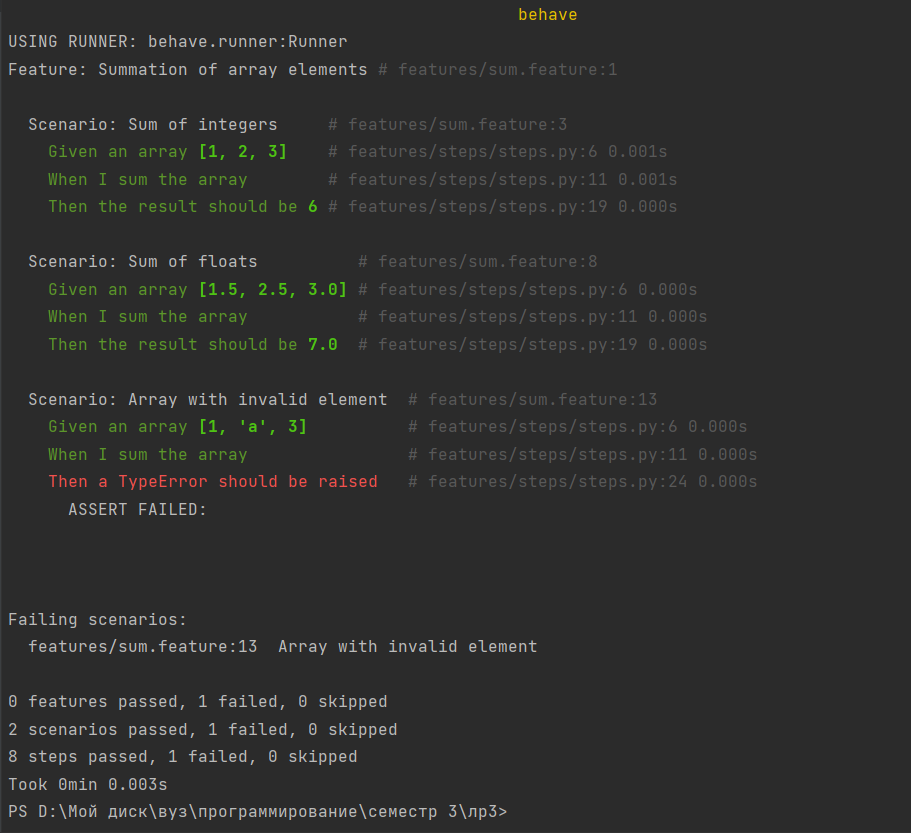 behave
USING RUNNER: behave.runner:Runner
Feature: Summation of array elements # features/sum.feature:1
Scenario: Sum of integers # features/sum.feature:3
Given an array [1, 2, 3] # features/steps/steps.py:6 0.001s
When I sum the array # features/steps/steps.py:11 0.001s
Then the result should be 6 # features/steps/steps.py:19 0.000s
Scenario: Sum of floats # features/sum.feature:8
Given an array [1.5, 2.5, 3.0] # features/steps/steps.py:6 0.000s
When I sum the array # features/steps/steps.py:11 0.000s
Then the result should be 7.0 # features/steps/steps.py:19 0.000s
Scenario: Array with invalid element # features/sum.feature:13
Given an array [1, 'a', 3] # features/steps/steps.py:6 0.000s
When I sum the array # features/steps/steps.py:11 0.000s
Then a TypeError should be raised # features/steps/steps.py:24 0.000s
ASSERT FAILED:
Failing scenarios:
features/sum.feature:13 Array with invalid element
0 features passed, 1 failed, 0 skipped
2 scenarios passed, 1 failed, 0 skipped
8 steps passed, 1 failed, 0 skipped
Took 0min 0.003s
PS D:\Мой диск\вуз\программирование\семестр 3\лр3>